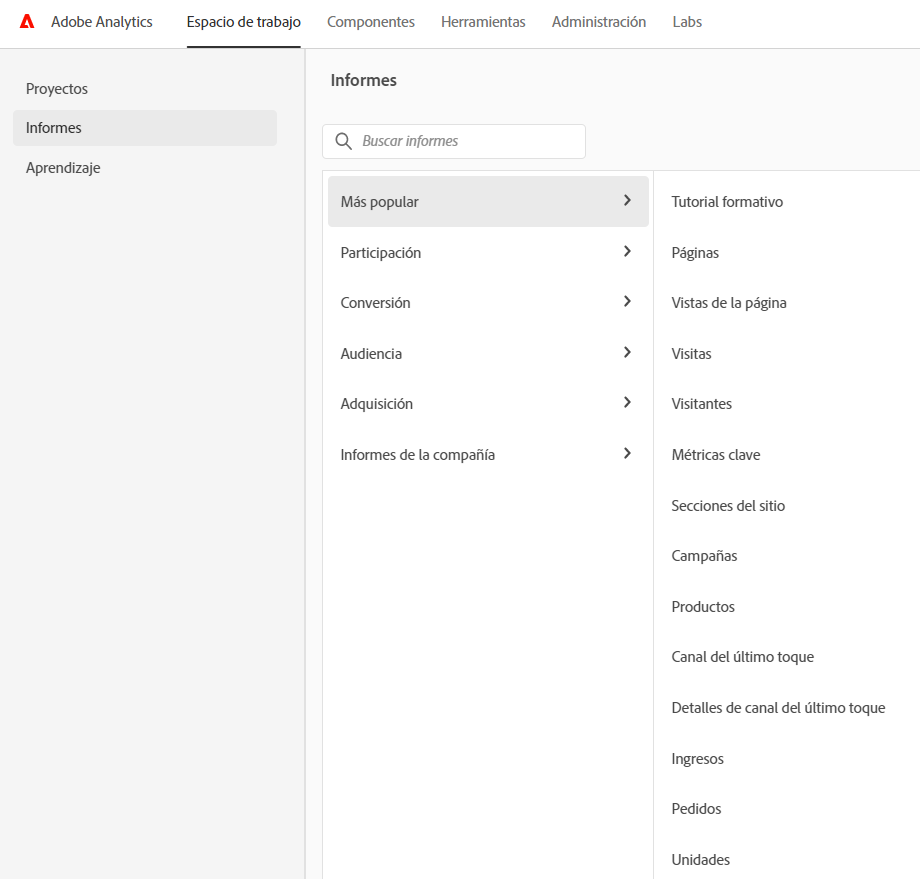 Adobe Analytics Espacio de trabajo Componentes Herramientas Administración Labs
Proyectos
Informes
Aprendizaje
Informes
Buscar informes
Más popular
Participación
Conversión
Audiencia
Adquisición
Informes de la compañía
Tutorial formativo
Páginas
Vistas de la página
Visitas
Visitantes
Métricas clave
Secciones del sitio
Campañas
Productos
Canal del último toque
Detalles de canal del último toque
Ingresos
Pedidos
Unidades